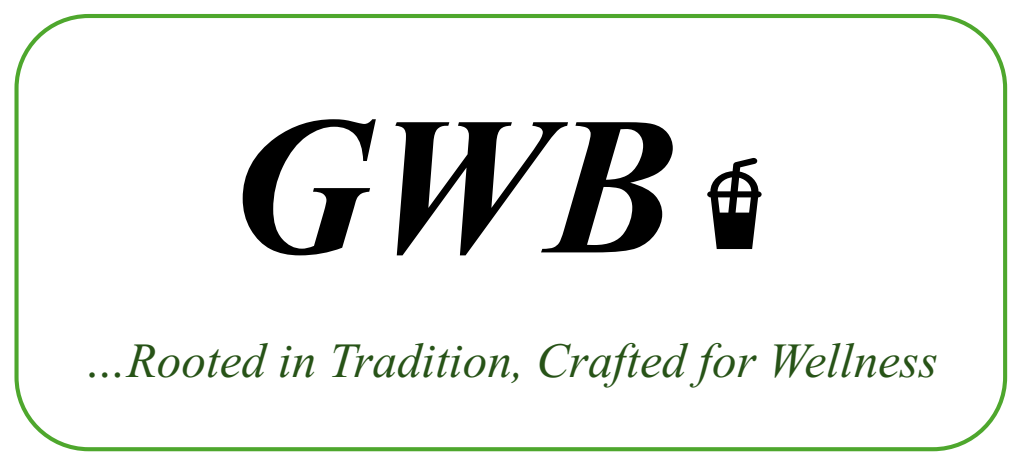 GWB
...Rooted in Tradition, Crafted for Wellness